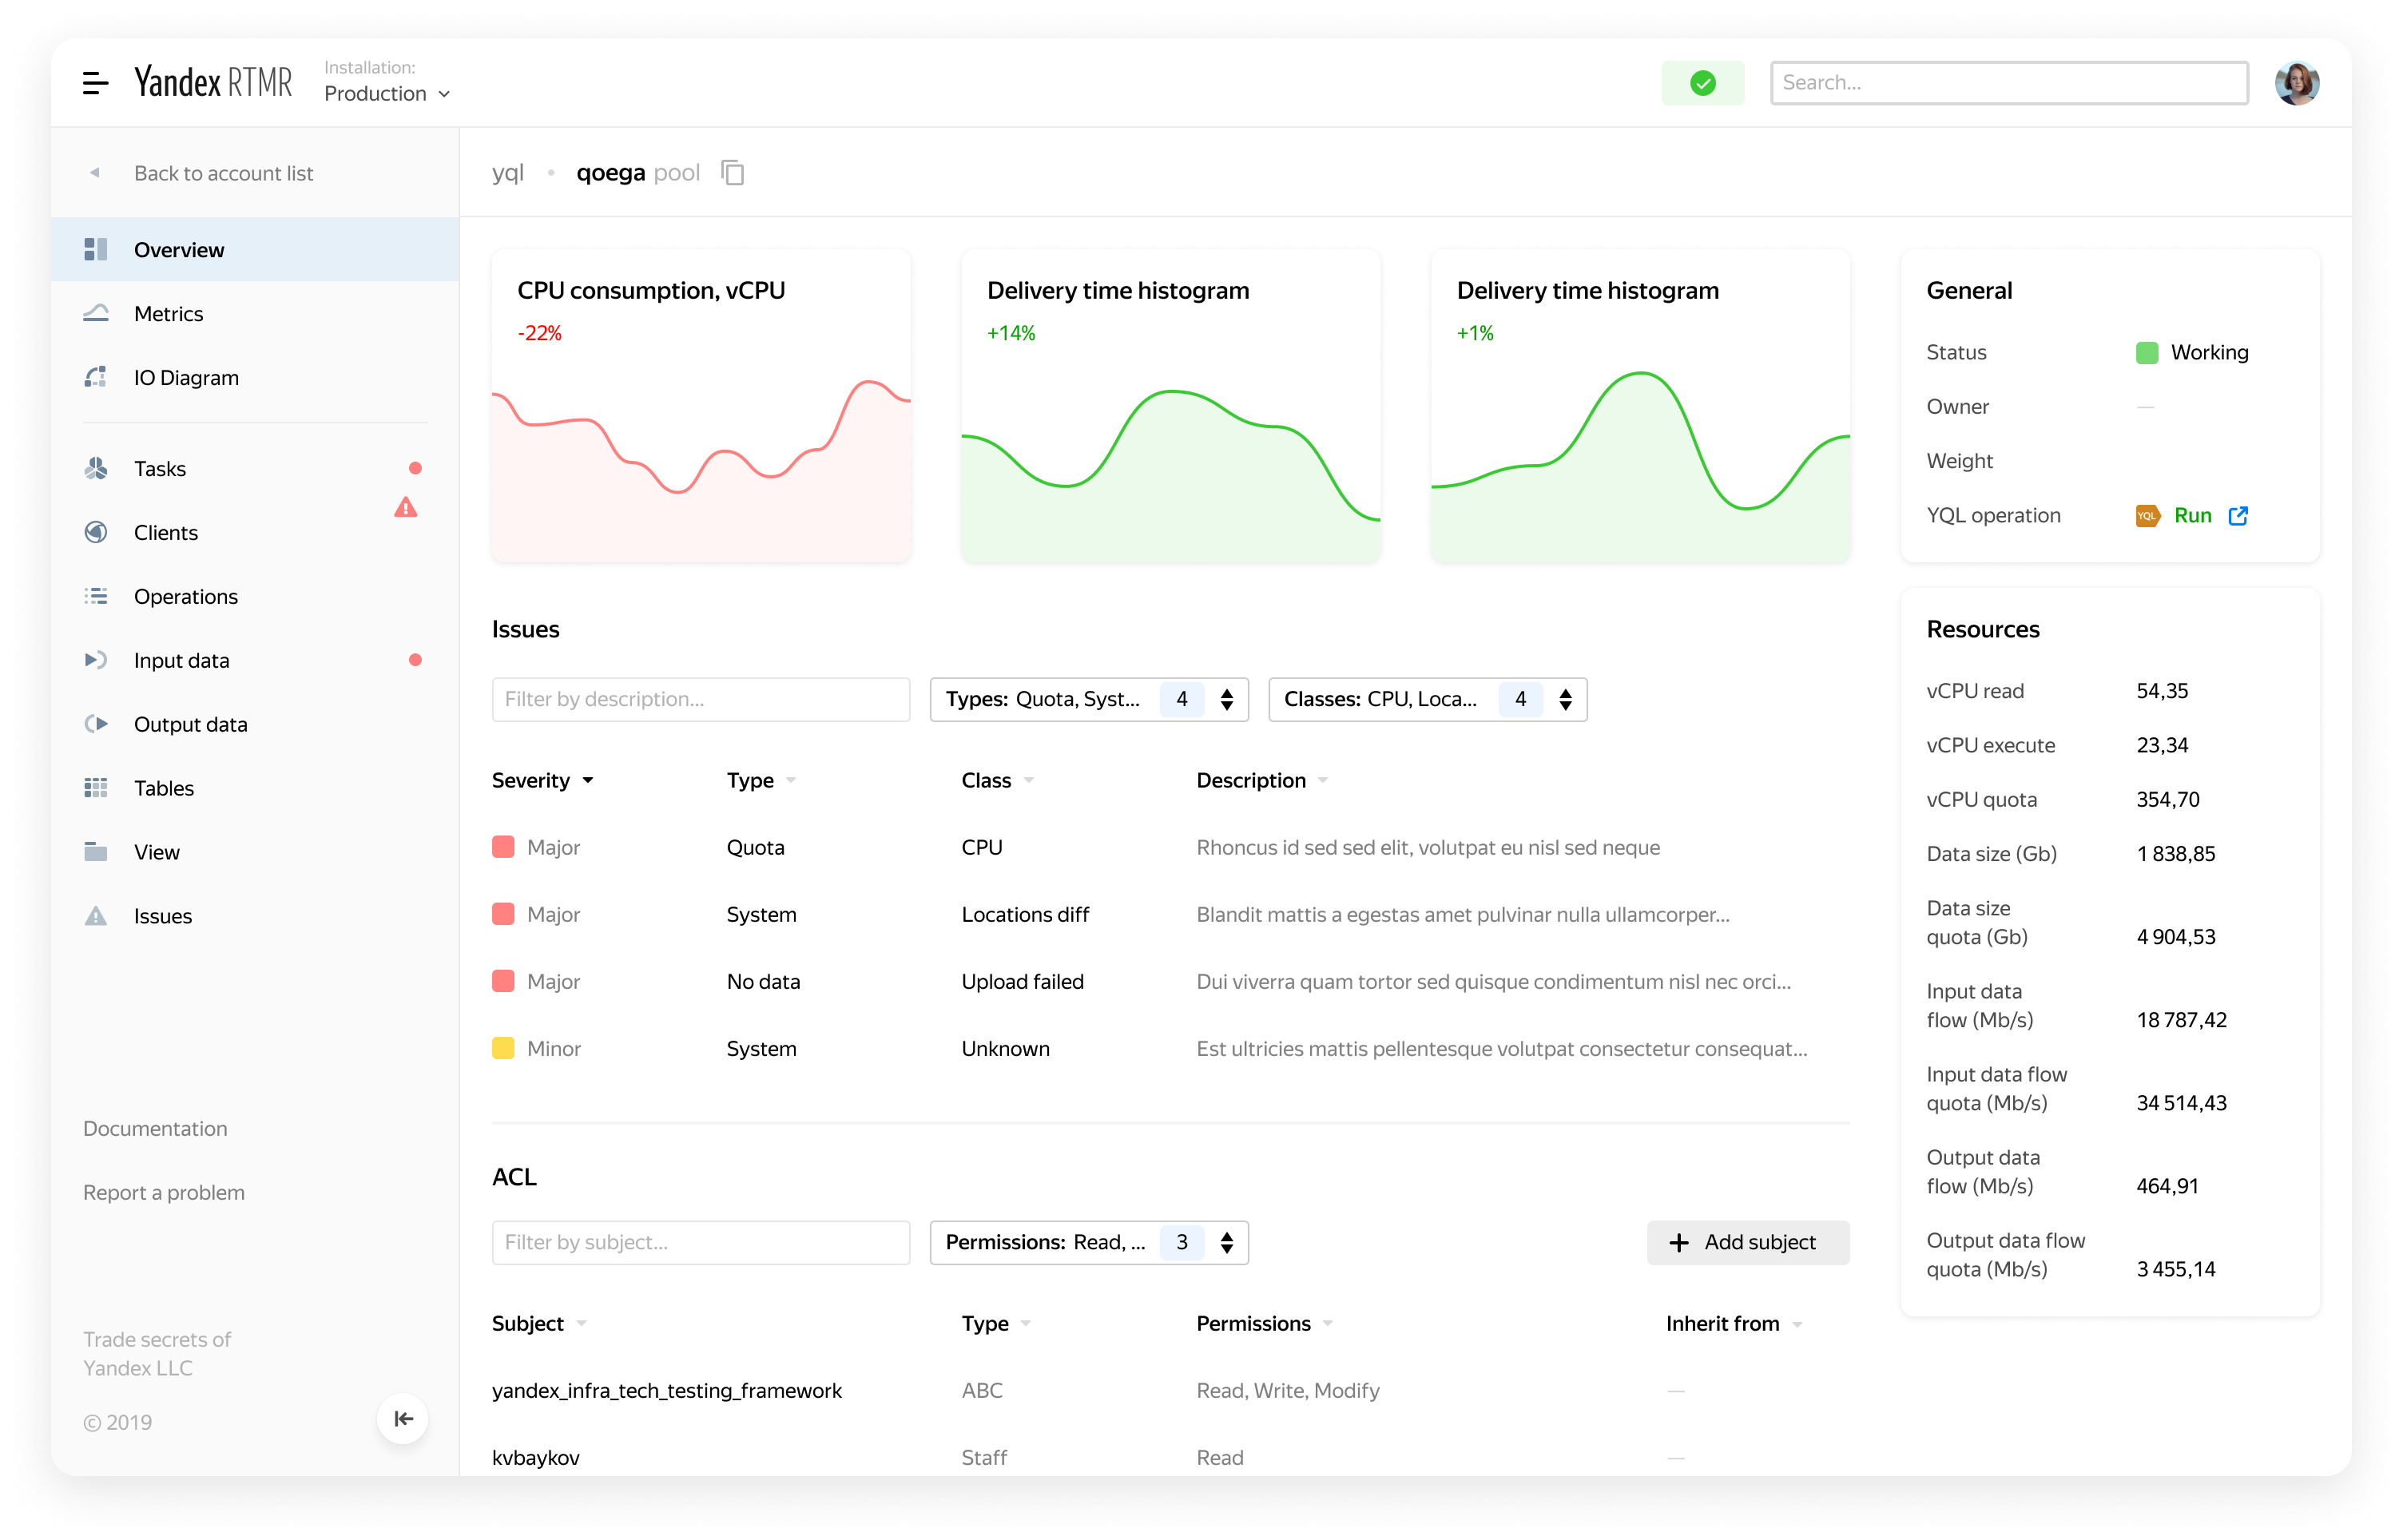 Yandex RTMR
Installation:
Production
Search...
Back to account list
Overview
Metrics
IO Diagram
Tasks
Clients
Operations
Input data
Output data
Tables
View
Issues
Documentation
Report a problem
Trade secrets of
Yandex LLC
© 2019
yql • qoega pool
CPU consumption, vCPU
-22%
Delivery time histogram
+14%
Delivery time histogram
+1%
Issues
Filter by description...
Types: Quota, Syst... 4
Classes: CPU, Loca... 4
Severity Type Class Description
Major Quota CPU Rhoncus id sed sed elit, volutpat eu nisl sed neque
Major System Locations diff Blandit mattis a egestas amet pulvinar nulla ullamcorper...
Major No data Upload failed Dui viverra quam tortor sed quisque condimentum nisl nec orci...
Minor System Unknown Est ultricies mattis pellentesque volutpat consectetur consequat...
ACL
Filter by subject...
Permissions: Read, ... 3
Add subject
Subject Type Permissions Inherit from
yandex_infra_tech_testing_framework ABC Read, Write, Modify —
kvbaykov Staff Read —
General
Status Working
Owner —
Weight
YQL operation YQL Run
Resources
vCPU read 54,35
vCPU execute 23,34
vCPU quota 354,70
Data size (Gb) 1 838,85
Data size
quota (Gb) 4 904,53
Input data
flow (Mb/s) 18 787,42
Input data flow
quota (Mb/s) 34 514,43
Output data
flow (Mb/s) 464,91
Output data flow
quota (Mb/s) 3 455,14